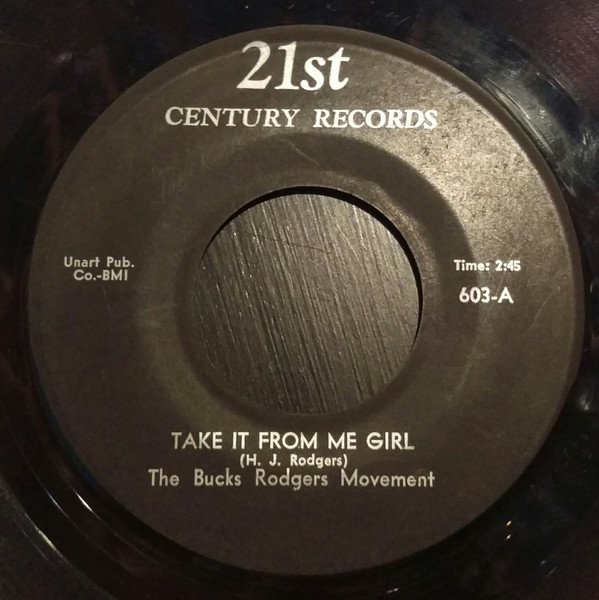 21st
CENTURY RECORDS
Unart Pub.
Co.-BMI
Time: 2:45
603-A
TAKE IT FROM ME GIRL
(H. J. Rodgers)
The Bucks Rodgers Movement